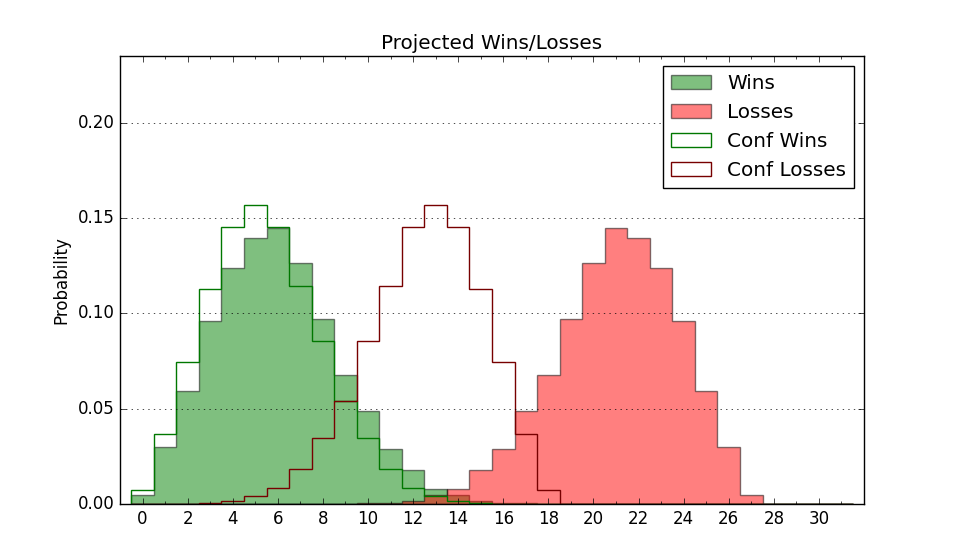 Projected Wins/Losses
Wins
Losses
Conf Wins
Conf Losses
Probability
0.20
0.15
0.10
0.05
0.00
0 2 4 6 8 10 12 14 16 18 20 22 24 26 28 30